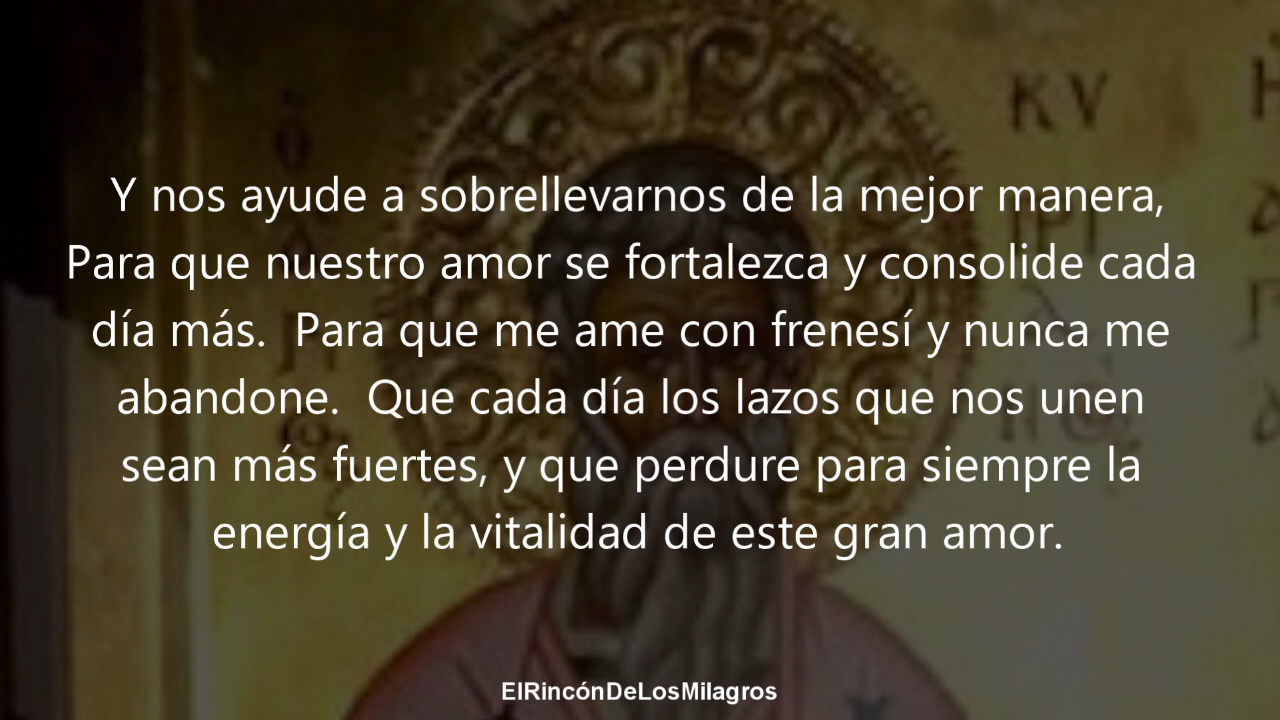 Y nos ayude a sobrellevarnos de la mejor manera,
Para que nuestro amor se fortalezca y consolide cada
día más.  Para que me ame con frenesí y nunca me
abandone.  Que cada día los lazos que nos unen
sean más fuertes, y que perdure para siempre la
energía y la vitalidad de este gran amor.
ElRincónDeLosMilagros
ΚΥ